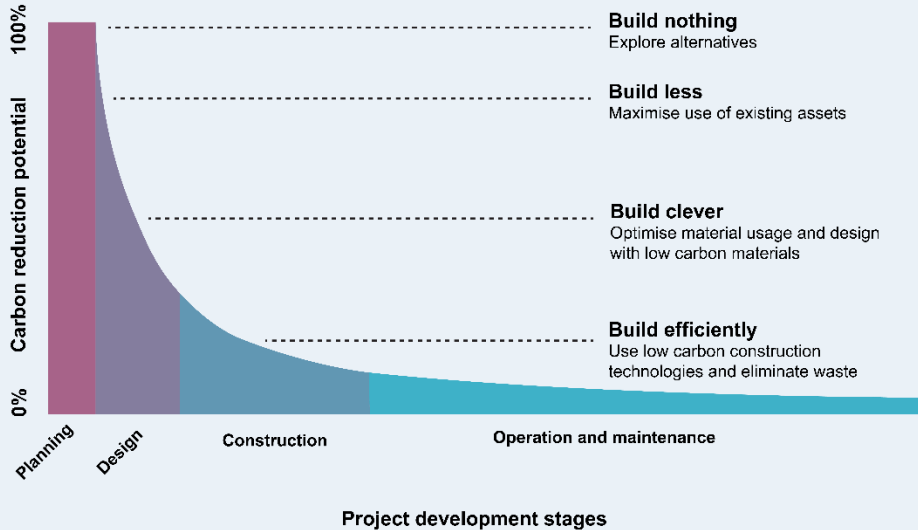 100%
Carbon reduction potential
0%
Build nothing
Explore alternatives
Build less
Maximise use of existing assets
Build clever
Optimise material usage and design
with low carbon materials
Build efficiently
Use low carbon construction
technologies and eliminate waste
Planning
Design
Construction
Operation and maintenance
Project development stages